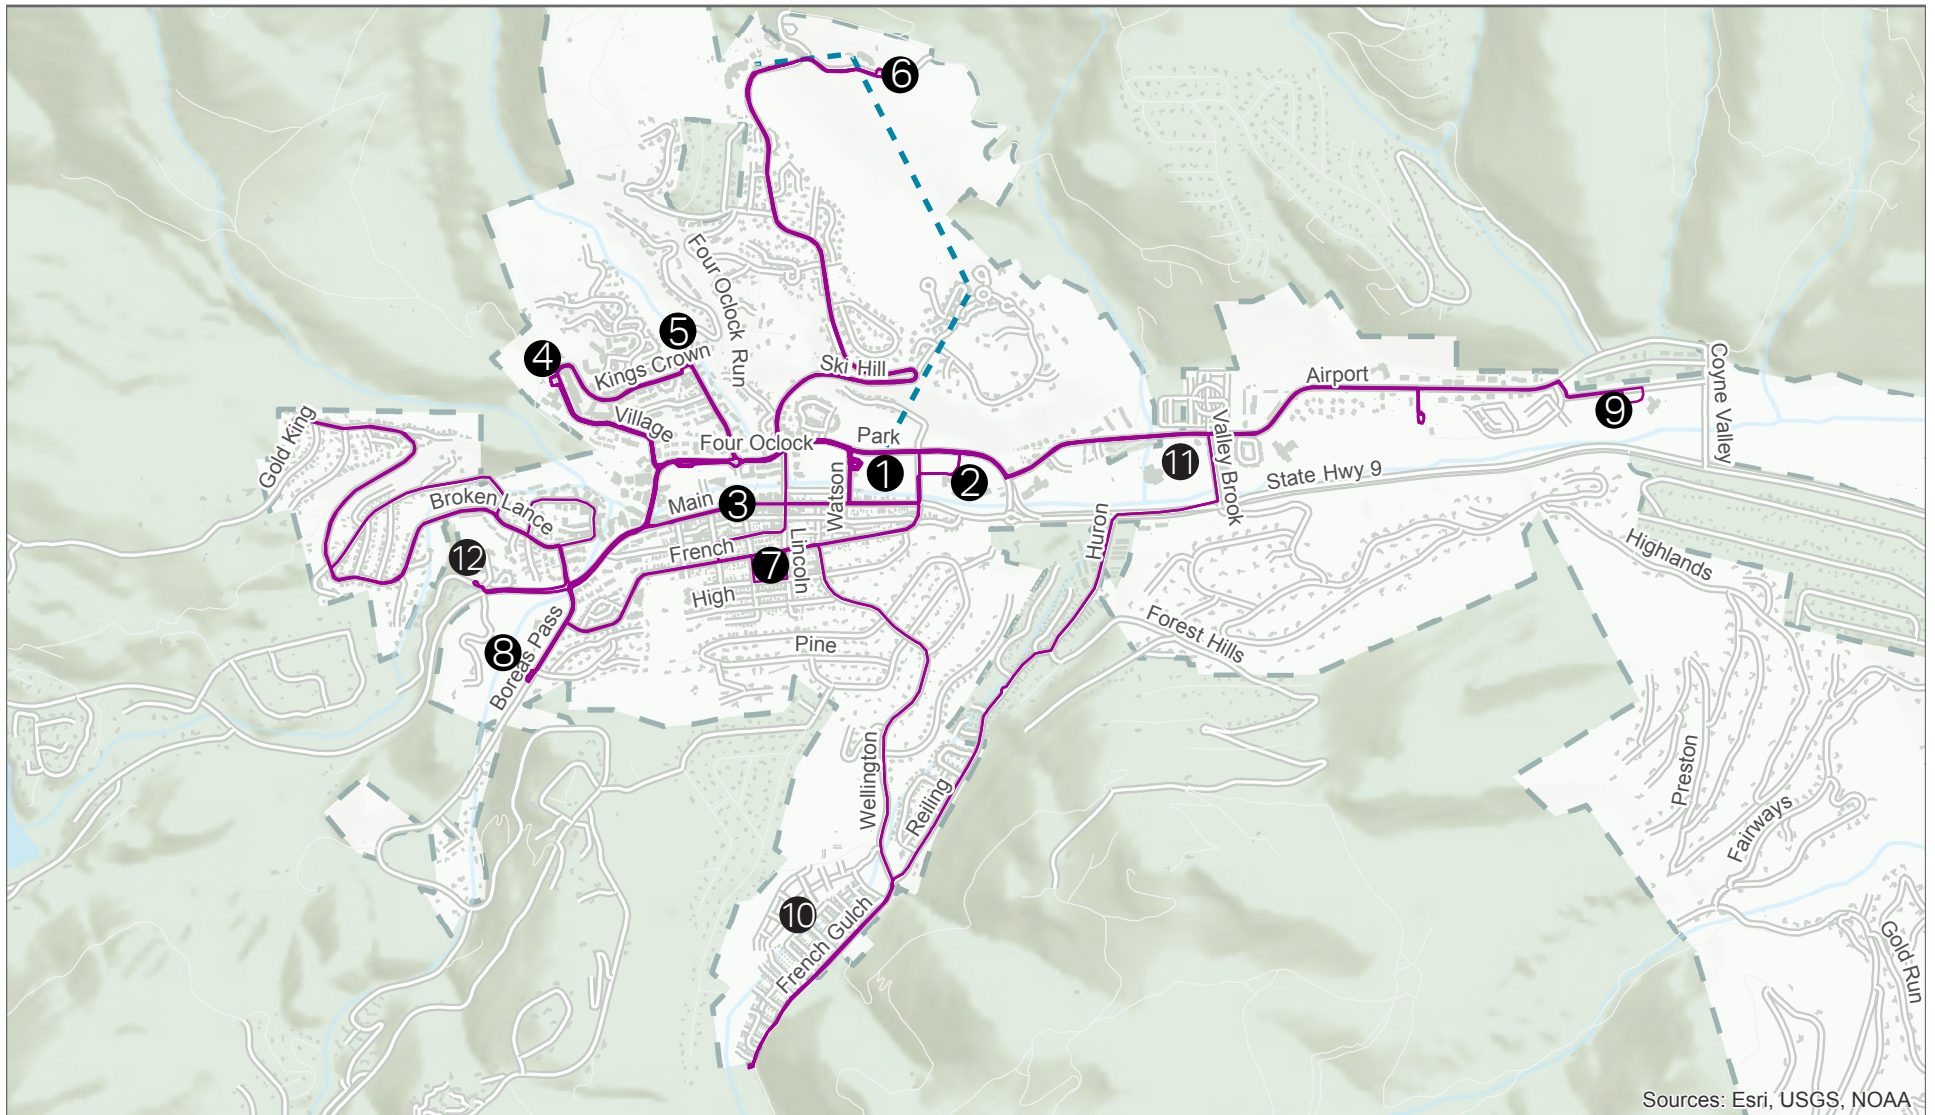 6
Four Oclock Run
5
4
Kings Crown
Ski Hill
Coyne Valley
Airport
9
Gold King
Village
Four Oclock
Park
Valley Brook
11
State Hwy 9
1
2
Watson
Main
3
Broken Lance
Huron
French
Lincoln
12
7
Highlands
High
Forest Hills
Pine
8
Boreas Pass
Wellington
Reiling
Preston
Fairways
10
French Gulch
Gold Run
Sources: Esri, USGS, NOAA